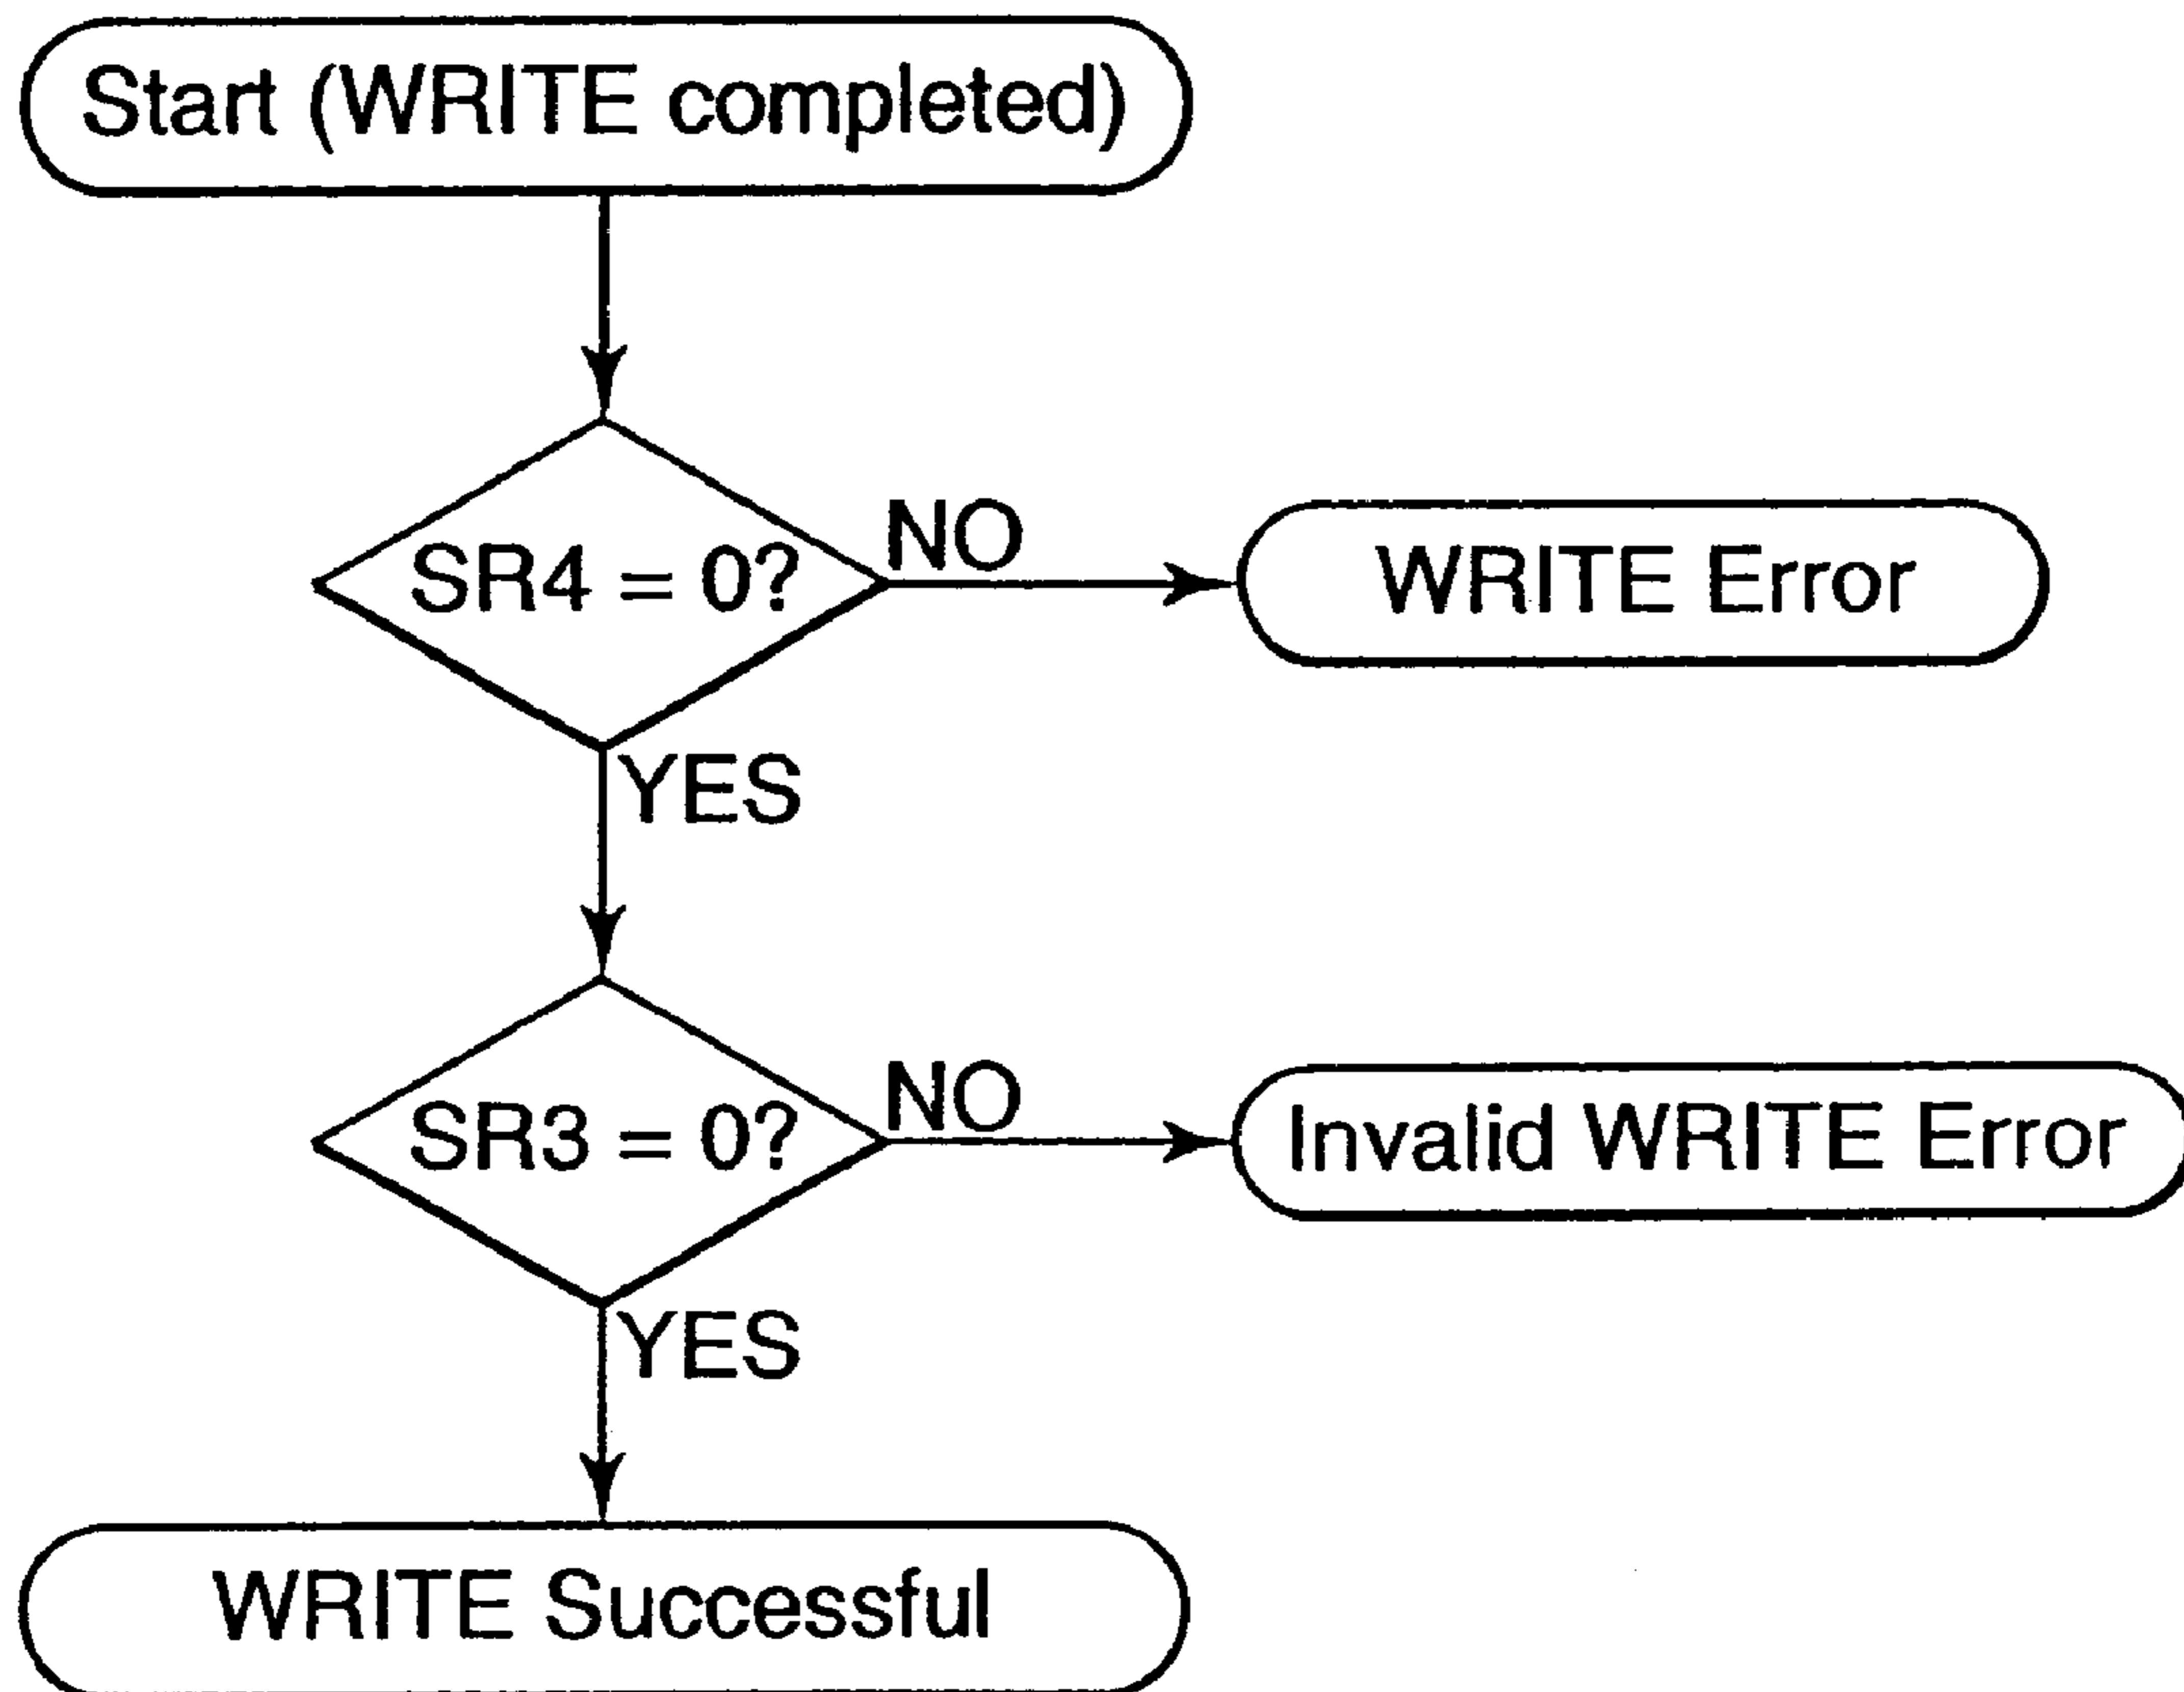 Start (WRITE completed)
SR4 = 0?
NO
WRITE Error
YES
SR3 = 0?
NO
Invalid WRITE Error
YES
WRITE Successful